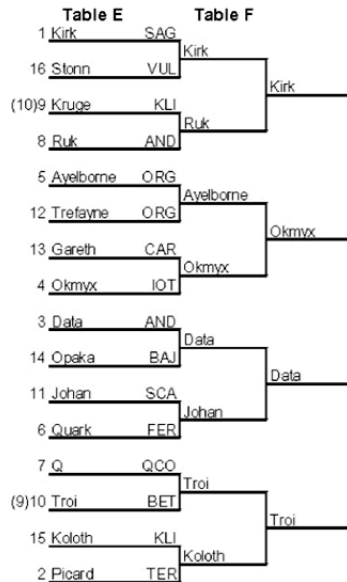 Table E Table F
1 Kirk SAG
Kirk
16 Stonn VUL
Kirk
(10)9 Kruge KLI
Ruk
8 Ruk AND
5 Ayelborne ORG
Ayelborne
12 Trefayne ORG
Okmyx
13 Gareth CAR
Okmyx
4 Okmyx IOT
3 Data AND
Data
14 Opaka BAJ
Data
11 Johan SCA
Johan
6 Quark FER
7 Q QCO
Troi
(9)10 Troi BET
Troi
15 Koloth KLI
Koloth
2 Picard TER